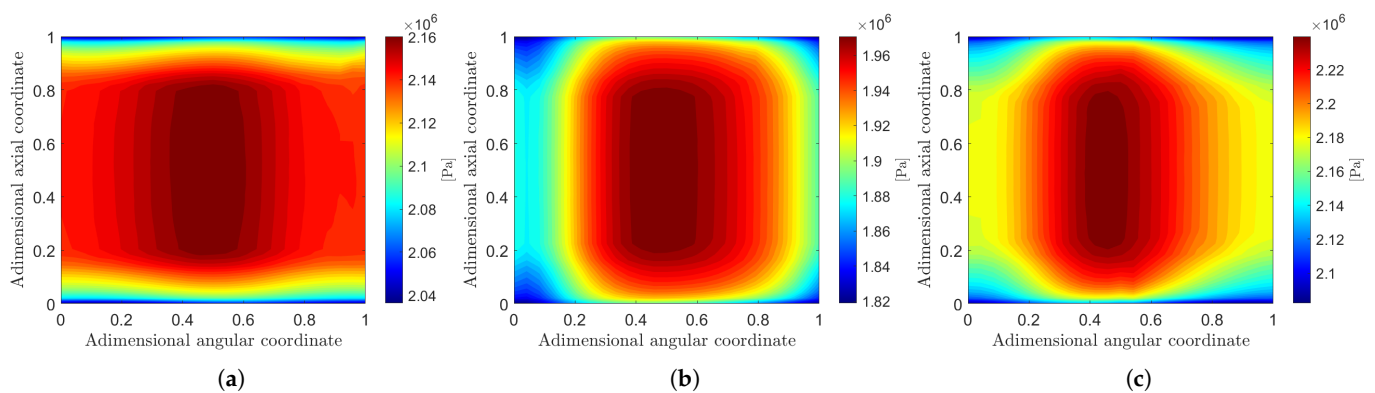 ×10⁶
1
0.8
0.6
0.4
0.2
0
Adimensional axial coordinate
0 0.2 0.4 0.6 0.8 1
Adimensional angular coordinate
2.16
2.14
2.12
2.1
2.08
2.06
2.04
[Pa]
(a)
×10⁶
1
0.8
0.6
0.4
0.2
0
Adimensional axial coordinate
0 0.2 0.4 0.6 0.8 1
Adimensional angular coordinate
1.96
1.94
1.92
1.9
1.88
1.86
1.84
1.82
[Pa]
(b)
×10⁶
1
0.8
0.6
0.4
0.2
0
Adimensional axial coordinate
0 0.2 0.4 0.6 0.8 1
Adimensional angular coordinate
2.22
2.2
2.18
2.16
2.14
2.12
2.1
[Pa]
(c)